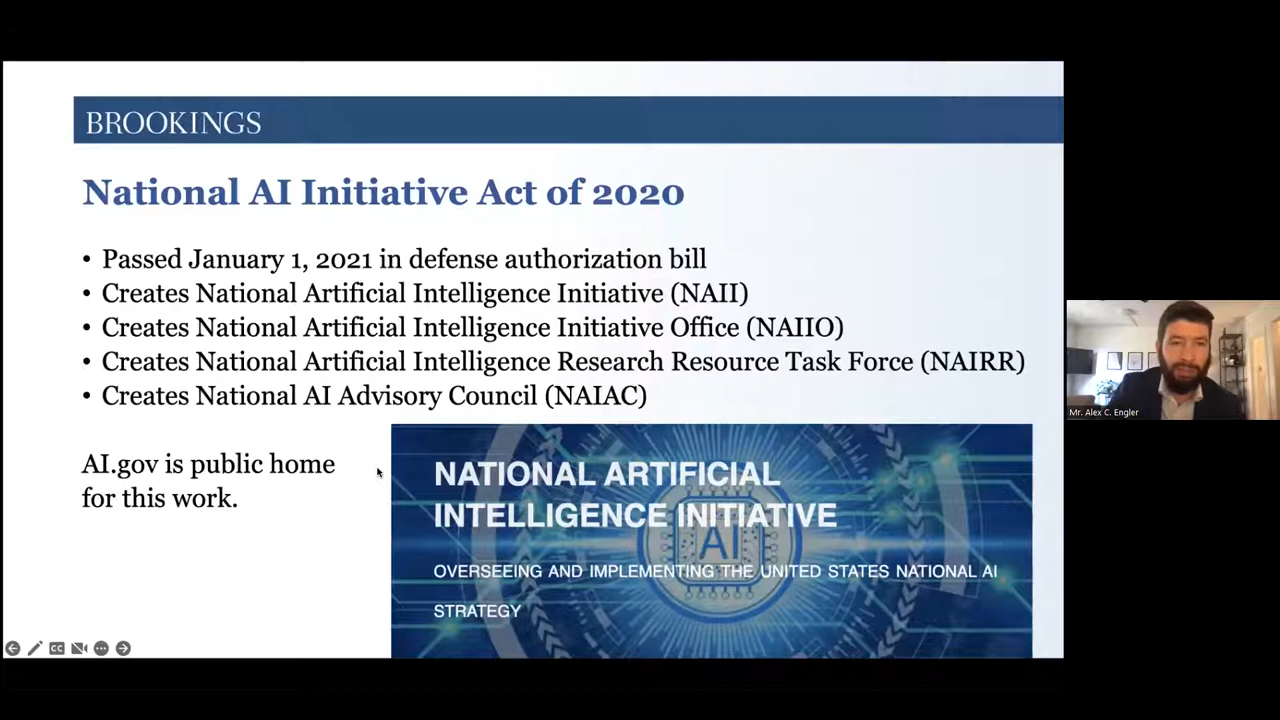 BROOKINGS
National AI Initiative Act of 2020
• Passed January 1, 2021 in defense authorization bill
• Creates National Artificial Intelligence Initiative (NAII)
• Creates National Artificial Intelligence Initiative Office (NAIIO)
• Creates National Artificial Intelligence Research Resource Task Force (NAIRR)
• Creates National AI Advisory Council (NAIAC)
AI.gov is public home
for this work.
NATIONAL ARTIFICIAL
INTELLIGENCE INITIATIVE
AI
OVERSEEING AND IMPLEMENTING THE UNITED STATES NATIONAL AI
STRATEGY
CC
Mr. Alex C. Engler